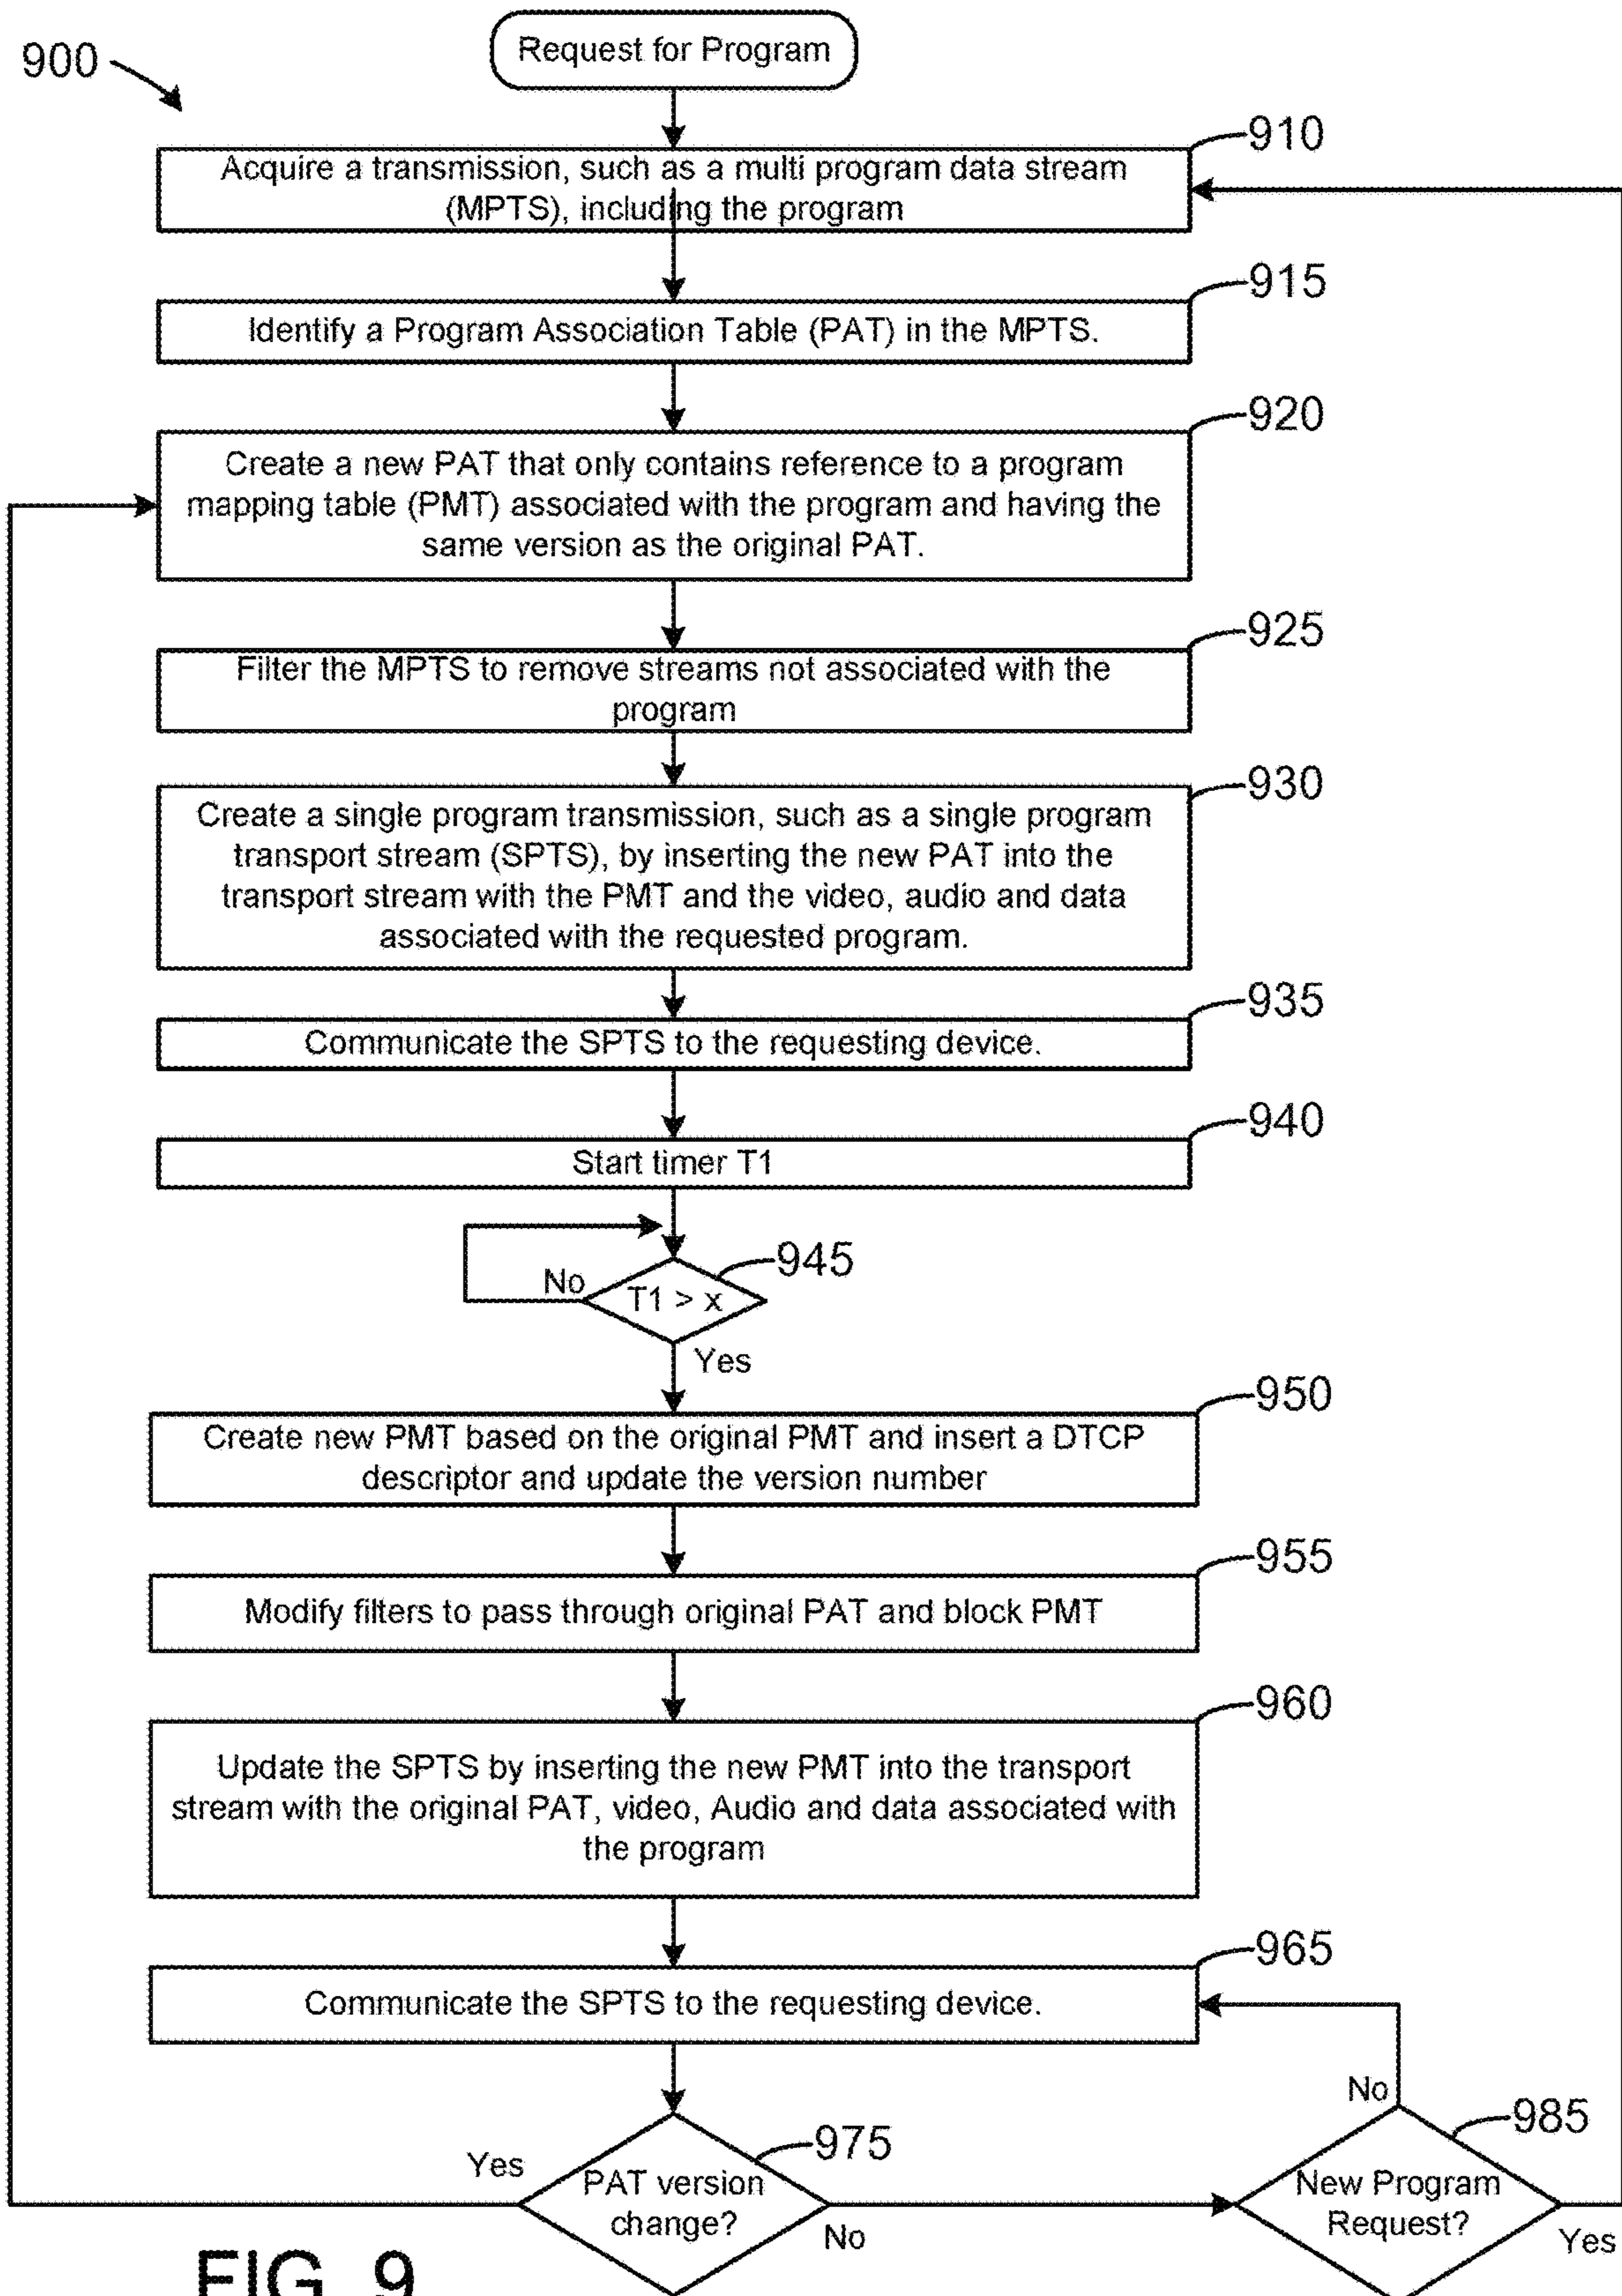 Request for Program
900
910
Acquire a transmission, such as a multi program data stream
(MPTS), including the program
915
Identify a Program Association Table (PAT) in the MPTS.
920
Create a new PAT that only contains reference to a program
mapping table (PMT) associated with the program and having the
same version as the original PAT.
925
Filter the MPTS to remove streams not associated with the
program
930
Create a single program transmission, such as a single program
transport stream (SPTS), by inserting the new PAT into the
transport stream with the PMT and the video, audio and data
associated with the requested program.
935
Communicate the SPTS to the requesting device.
940
Start timer T1
945
No
T1 > x
Yes
950
Create new PMT based on the original PMT and insert a DTCP
descriptor and update the version number
955
Modify filters to pass through original PAT and block PMT
960
Update the SPTS by inserting the new PMT into the transport
stream with the original PAT, video, Audio and data associated with
the program
965
Communicate the SPTS to the requesting device.
No
975
985
Yes
PAT version
change?
No
New Program
Request?
Yes
FIG. 9